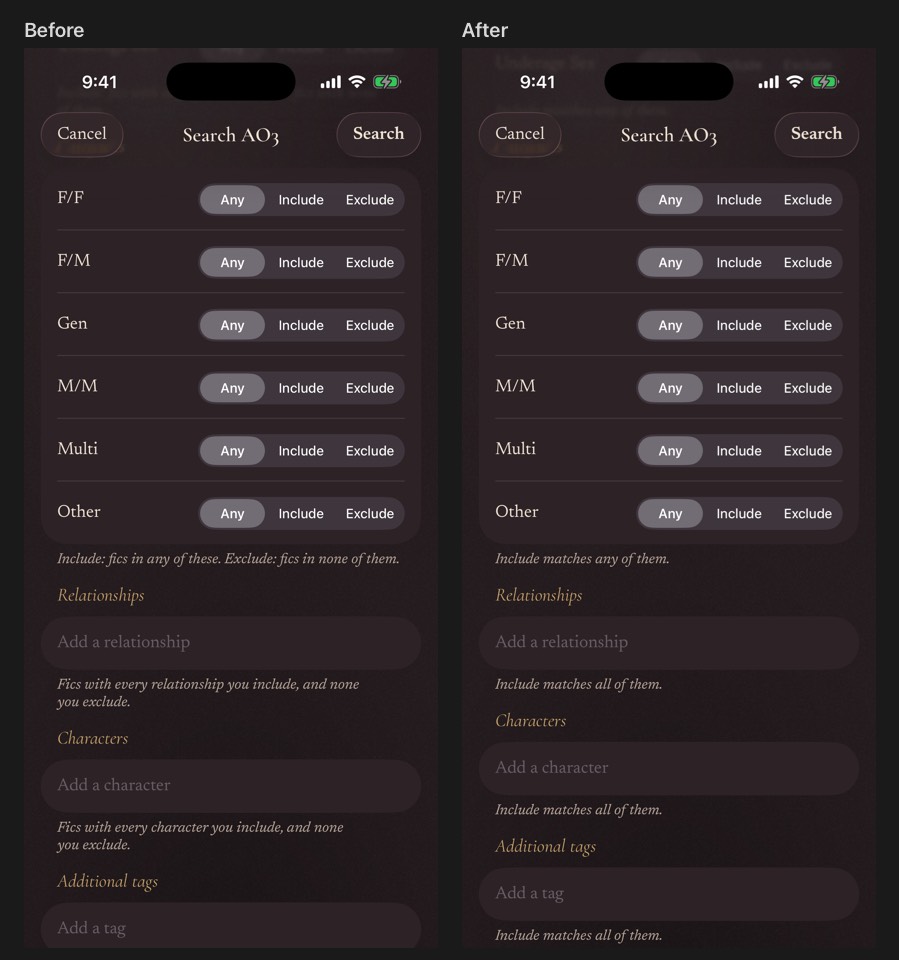 Before
9:41
Cancel
Search AO3
Search
F/F
Any
Include
Exclude
F/M
Any
Include
Exclude
Gen
Any
Include
Exclude
M/M
Any
Include
Exclude
Multi
Any
Include
Exclude
Other
Any
Include
Exclude
Include: fics in any of these. Exclude: fics in none of them.
Relationships
Add a relationship
Fics with every relationship you include, and none
you exclude.
Characters
Add a character
Fics with every character you include, and none
you exclude.
Additional tags
Add a tag
After
9:41
Cancel
Search AO3
Search
F/F
Any
Include
Exclude
F/M
Any
Include
Exclude
Gen
Any
Include
Exclude
M/M
Any
Include
Exclude
Multi
Any
Include
Exclude
Other
Any
Include
Exclude
Include matches any of them.
Relationships
Add a relationship
Include matches all of them.
Characters
Add a character
Include matches all of them.
Additional tags
Add a tag
Include matches all of them.